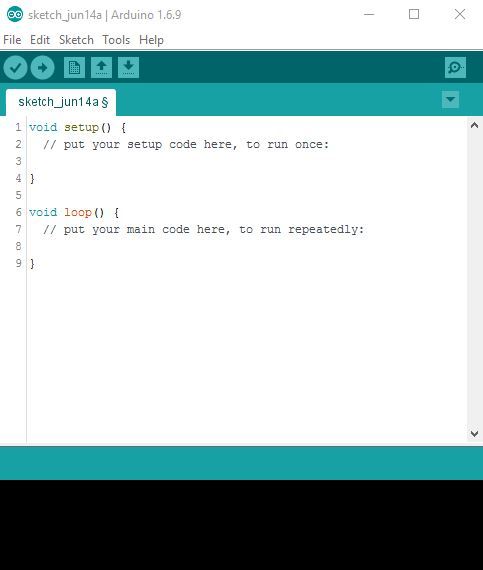 sketch_jun14a | Arduino 1.6.9
File Edit Sketch Tools Help
sketch_jun14a §
1 void setup() {
2   // put your setup code here, to run once:
3
4 }
5
6 void loop() {
7   // put your main code here, to run repeatedly:
8
9 }